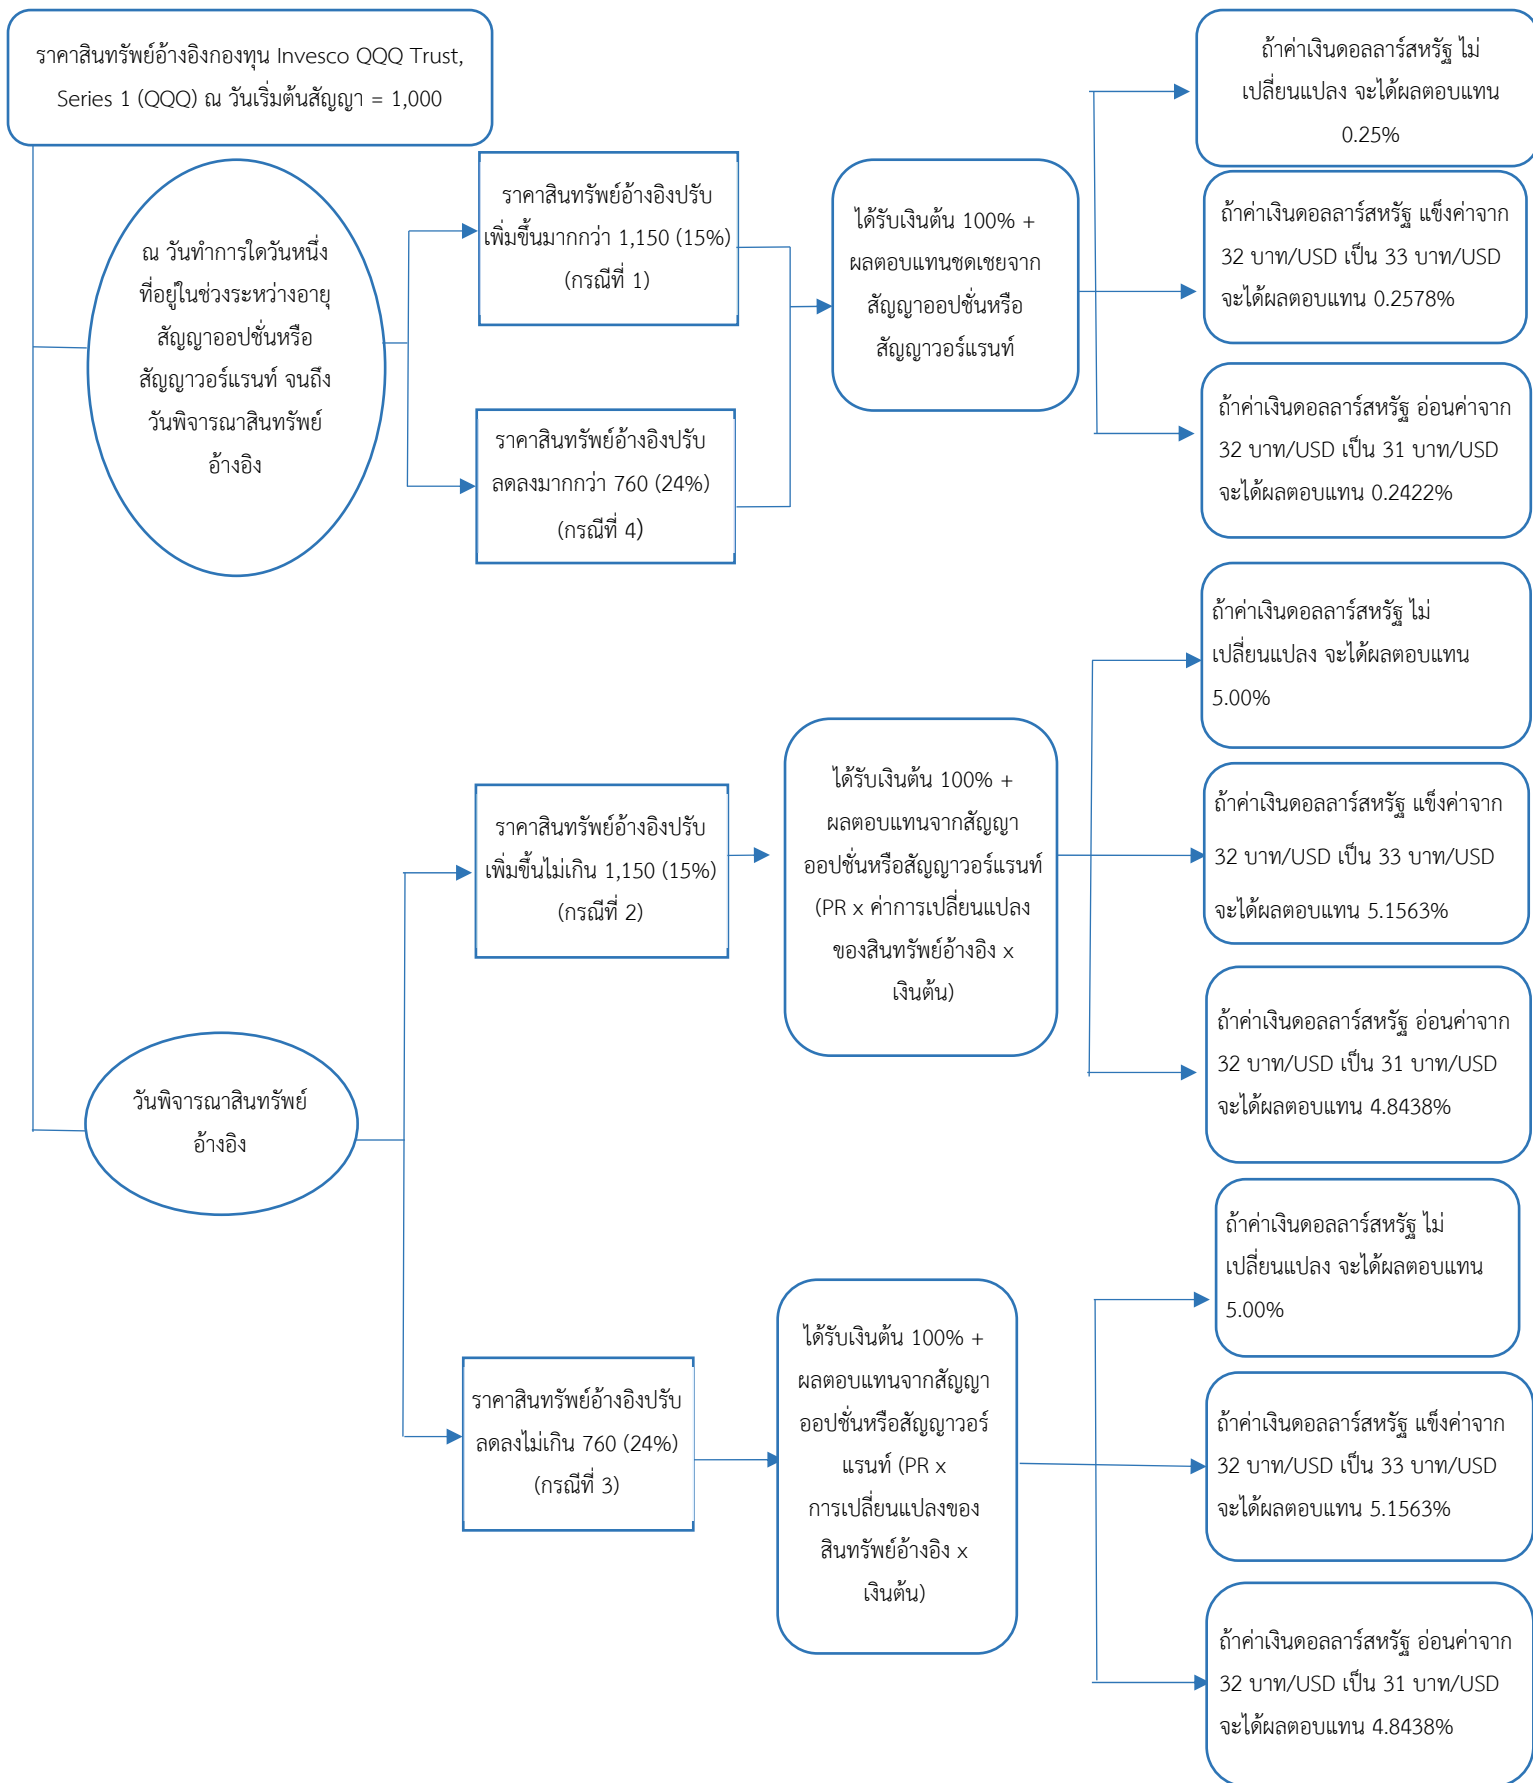 ราคาสินทรัพย์อ้างอิงกองทุน Invesco QQQ Trust,
Series 1 (QQQ) ณ วันเริ่มต้นสัญญา = 1,000
ณ วันทำการใดวันหนึ่ง
ที่อยู่ในช่วงระหว่างอายุ
สัญญาออปชั่นหรือ
สัญญาวอร์แรนท์ จนถึง
วันพิจารณาสินทรัพย์
อ้างอิง
ราคาสินทรัพย์อ้างอิงปรับ
เพิ่มขึ้นมากกว่า 1,150 (15%)
(กรณีที่ 1)
ราคาสินทรัพย์อ้างอิงปรับ
ลดลงมากกว่า 760 (24%)
(กรณีที่ 4)
ได้รับเงินต้น 100% +
ผลตอบแทนชดเชยจาก
สัญญาออปชั่นหรือ
สัญญาวอร์แรนท์
ถ้าค่าเงินดอลลาร์สหรัฐ ไม่
เปลี่ยนแปลง จะได้ผลตอบแทน
0.25%
ถ้าค่าเงินดอลลาร์สหรัฐ แข็งค่าจาก
32 บาท/USD เป็น 33 บาท/USD
จะได้ผลตอบแทน 0.2578%
ถ้าค่าเงินดอลลาร์สหรัฐ อ่อนค่าจาก
32 บาท/USD เป็น 31 บาท/USD
จะได้ผลตอบแทน 0.2422%
วันพิจารณาสินทรัพย์
อ้างอิง
ราคาสินทรัพย์อ้างอิงปรับ
เพิ่มขึ้นไม่เกิน 1,150 (15%)
(กรณีที่ 2)
ได้รับเงินต้น 100% +
ผลตอบแทนจากสัญญา
ออปชั่นหรือสัญญาวอร์แรนท์
(PR x ค่าการเปลี่ยนแปลง
ของสินทรัพย์อ้างอิง x
เงินต้น)
ถ้าค่าเงินดอลลาร์สหรัฐ ไม่
เปลี่ยนแปลง จะได้ผลตอบแทน
5.00%
ถ้าค่าเงินดอลลาร์สหรัฐ แข็งค่าจาก
32 บาท/USD เป็น 33 บาท/USD
จะได้ผลตอบแทน 5.1563%
ถ้าค่าเงินดอลลาร์สหรัฐ อ่อนค่าจาก
32 บาท/USD เป็น 31 บาท/USD
จะได้ผลตอบแทน 4.8438%
ราคาสินทรัพย์อ้างอิงปรับ
ลดลงไม่เกิน 760 (24%)
(กรณีที่ 3)
ได้รับเงินต้น 100% +
ผลตอบแทนจากสัญญา
ออปชั่นหรือสัญญาวอร์
แรนท์ (PR x
การเปลี่ยนแปลงของ
สินทรัพย์อ้างอิง x
เงินต้น)
ถ้าค่าเงินดอลลาร์สหรัฐ ไม่
เปลี่ยนแปลง จะได้ผลตอบแทน
5.00%
ถ้าค่าเงินดอลลาร์สหรัฐ แข็งค่าจาก
32 บาท/USD เป็น 33 บาท/USD
จะได้ผลตอบแทน 5.1563%
ถ้าค่าเงินดอลลาร์สหรัฐ อ่อนค่าจาก
32 บาท/USD เป็น 31 บาท/USD
จะได้ผลตอบแทน 4.8438%